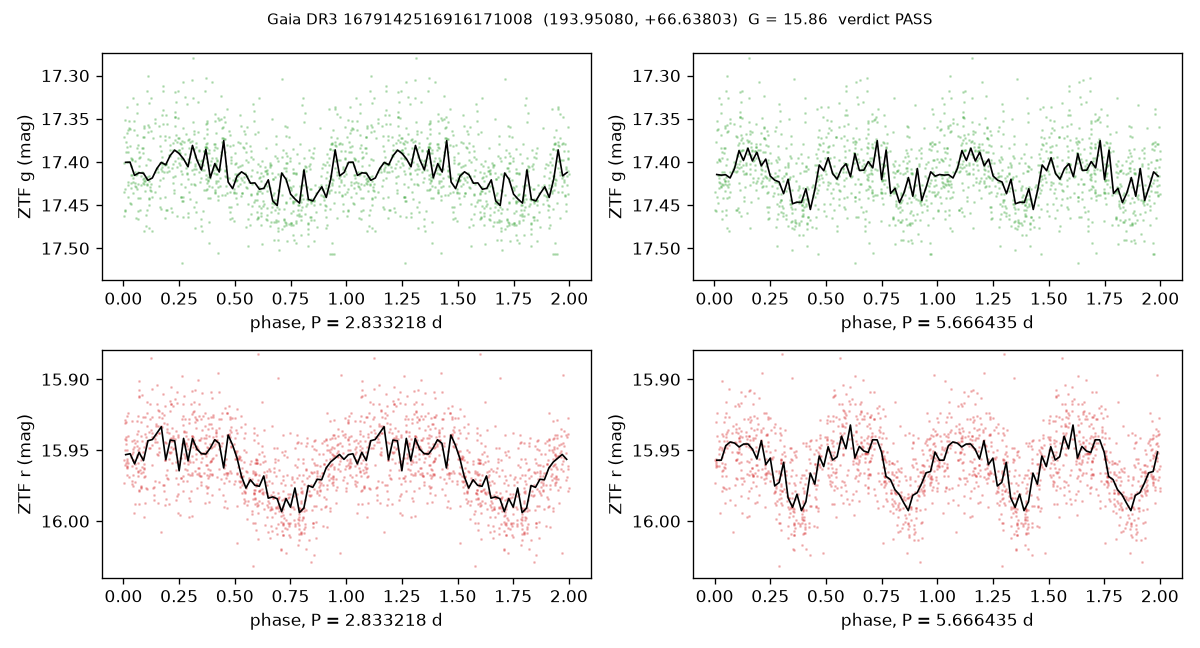 Gaia DR3 1679142516916171008 (193.95080, +66.63803) G = 15.86 verdict PASS
ZTF g (mag)
17.30
17.35
17.40
17.45
17.50
0.00 0.25 0.50 0.75 1.00 1.25 1.50 1.75 2.00
phase, P = 2.833218 d
ZTF g (mag)
17.30
17.35
17.40
17.45
17.50
0.00 0.25 0.50 0.75 1.00 1.25 1.50 1.75 2.00
phase, P = 5.666435 d
ZTF r (mag)
15.90
15.95
16.00
0.00 0.25 0.50 0.75 1.00 1.25 1.50 1.75 2.00
phase, P = 2.833218 d
ZTF r (mag)
15.90
15.95
16.00
0.00 0.25 0.50 0.75 1.00 1.25 1.50 1.75 2.00
phase, P = 5.666435 d